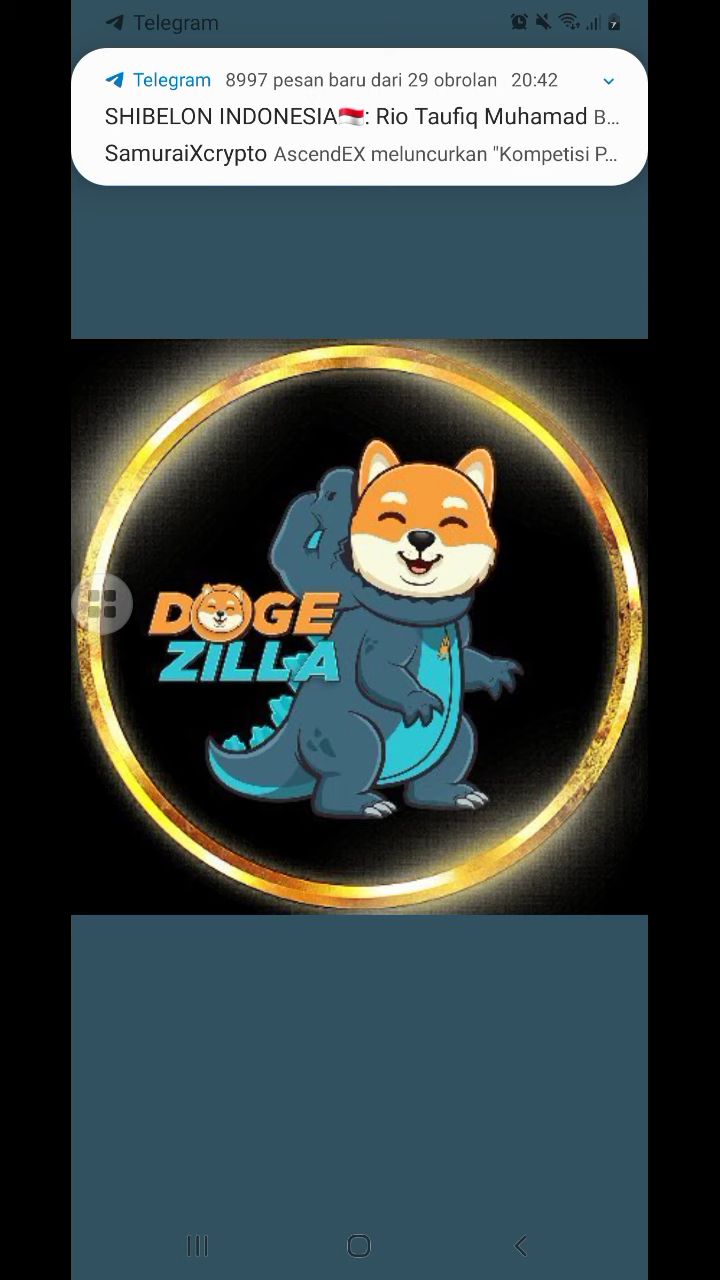 Telegram
Telegram 8997 pesan baru dari 29 obrolan 20:42
SHIBELON INDONESIA🇮🇩: Rio Taufiq Muhamad B…
SamuraiXcrypto AscendEX meluncurkan "Kompetisi P…
DOGE
ZILLA